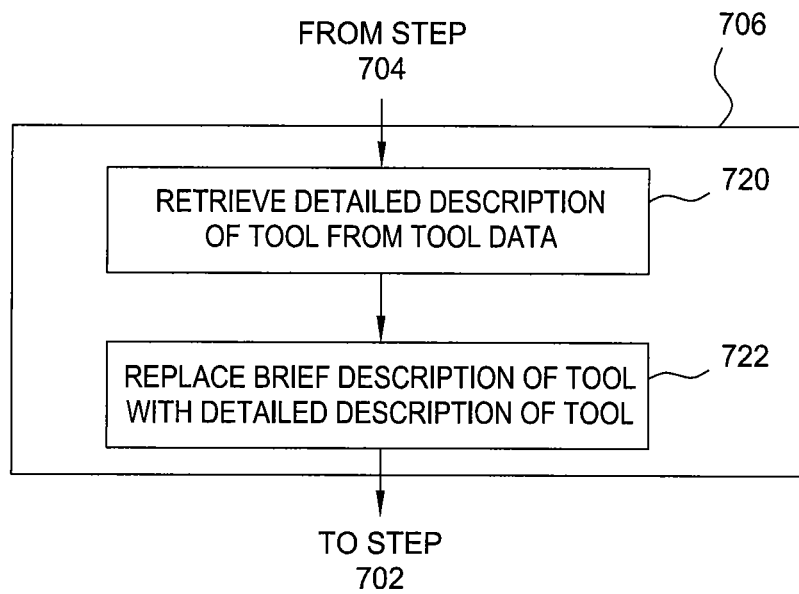 FROM STEP
704
706
RETRIEVE DETAILED DESCRIPTION
OF TOOL FROM TOOL DATA
720
REPLACE BRIEF DESCRIPTION OF TOOL
WITH DETAILED DESCRIPTION OF TOOL
722
TO STEP
702